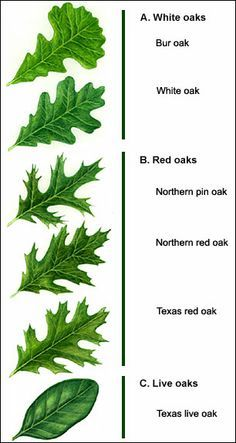 A. White oaks
Bur oak
White oak
B. Red oaks
Northern pin oak
Northern red oak
Texas red oak
C. Live oaks
Texas live oak